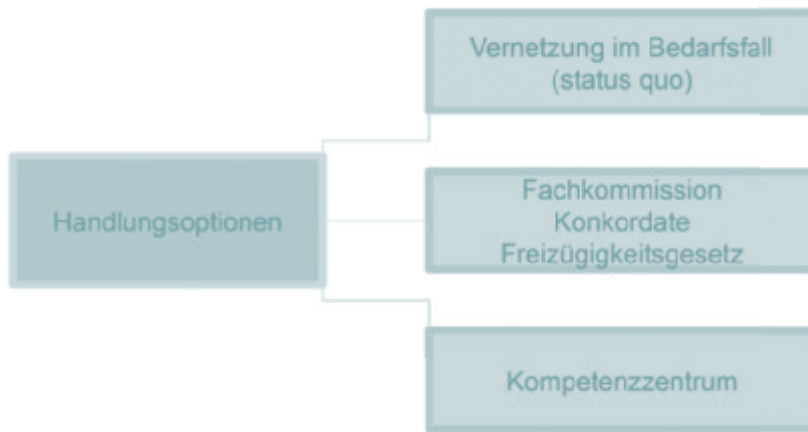 Vernetzung im Bedarfsfall
(status quo)
Handlungsoptionen
Fachkommission
Konkordate
Freizügigkeitsgesetz
Kompetenzzentrum